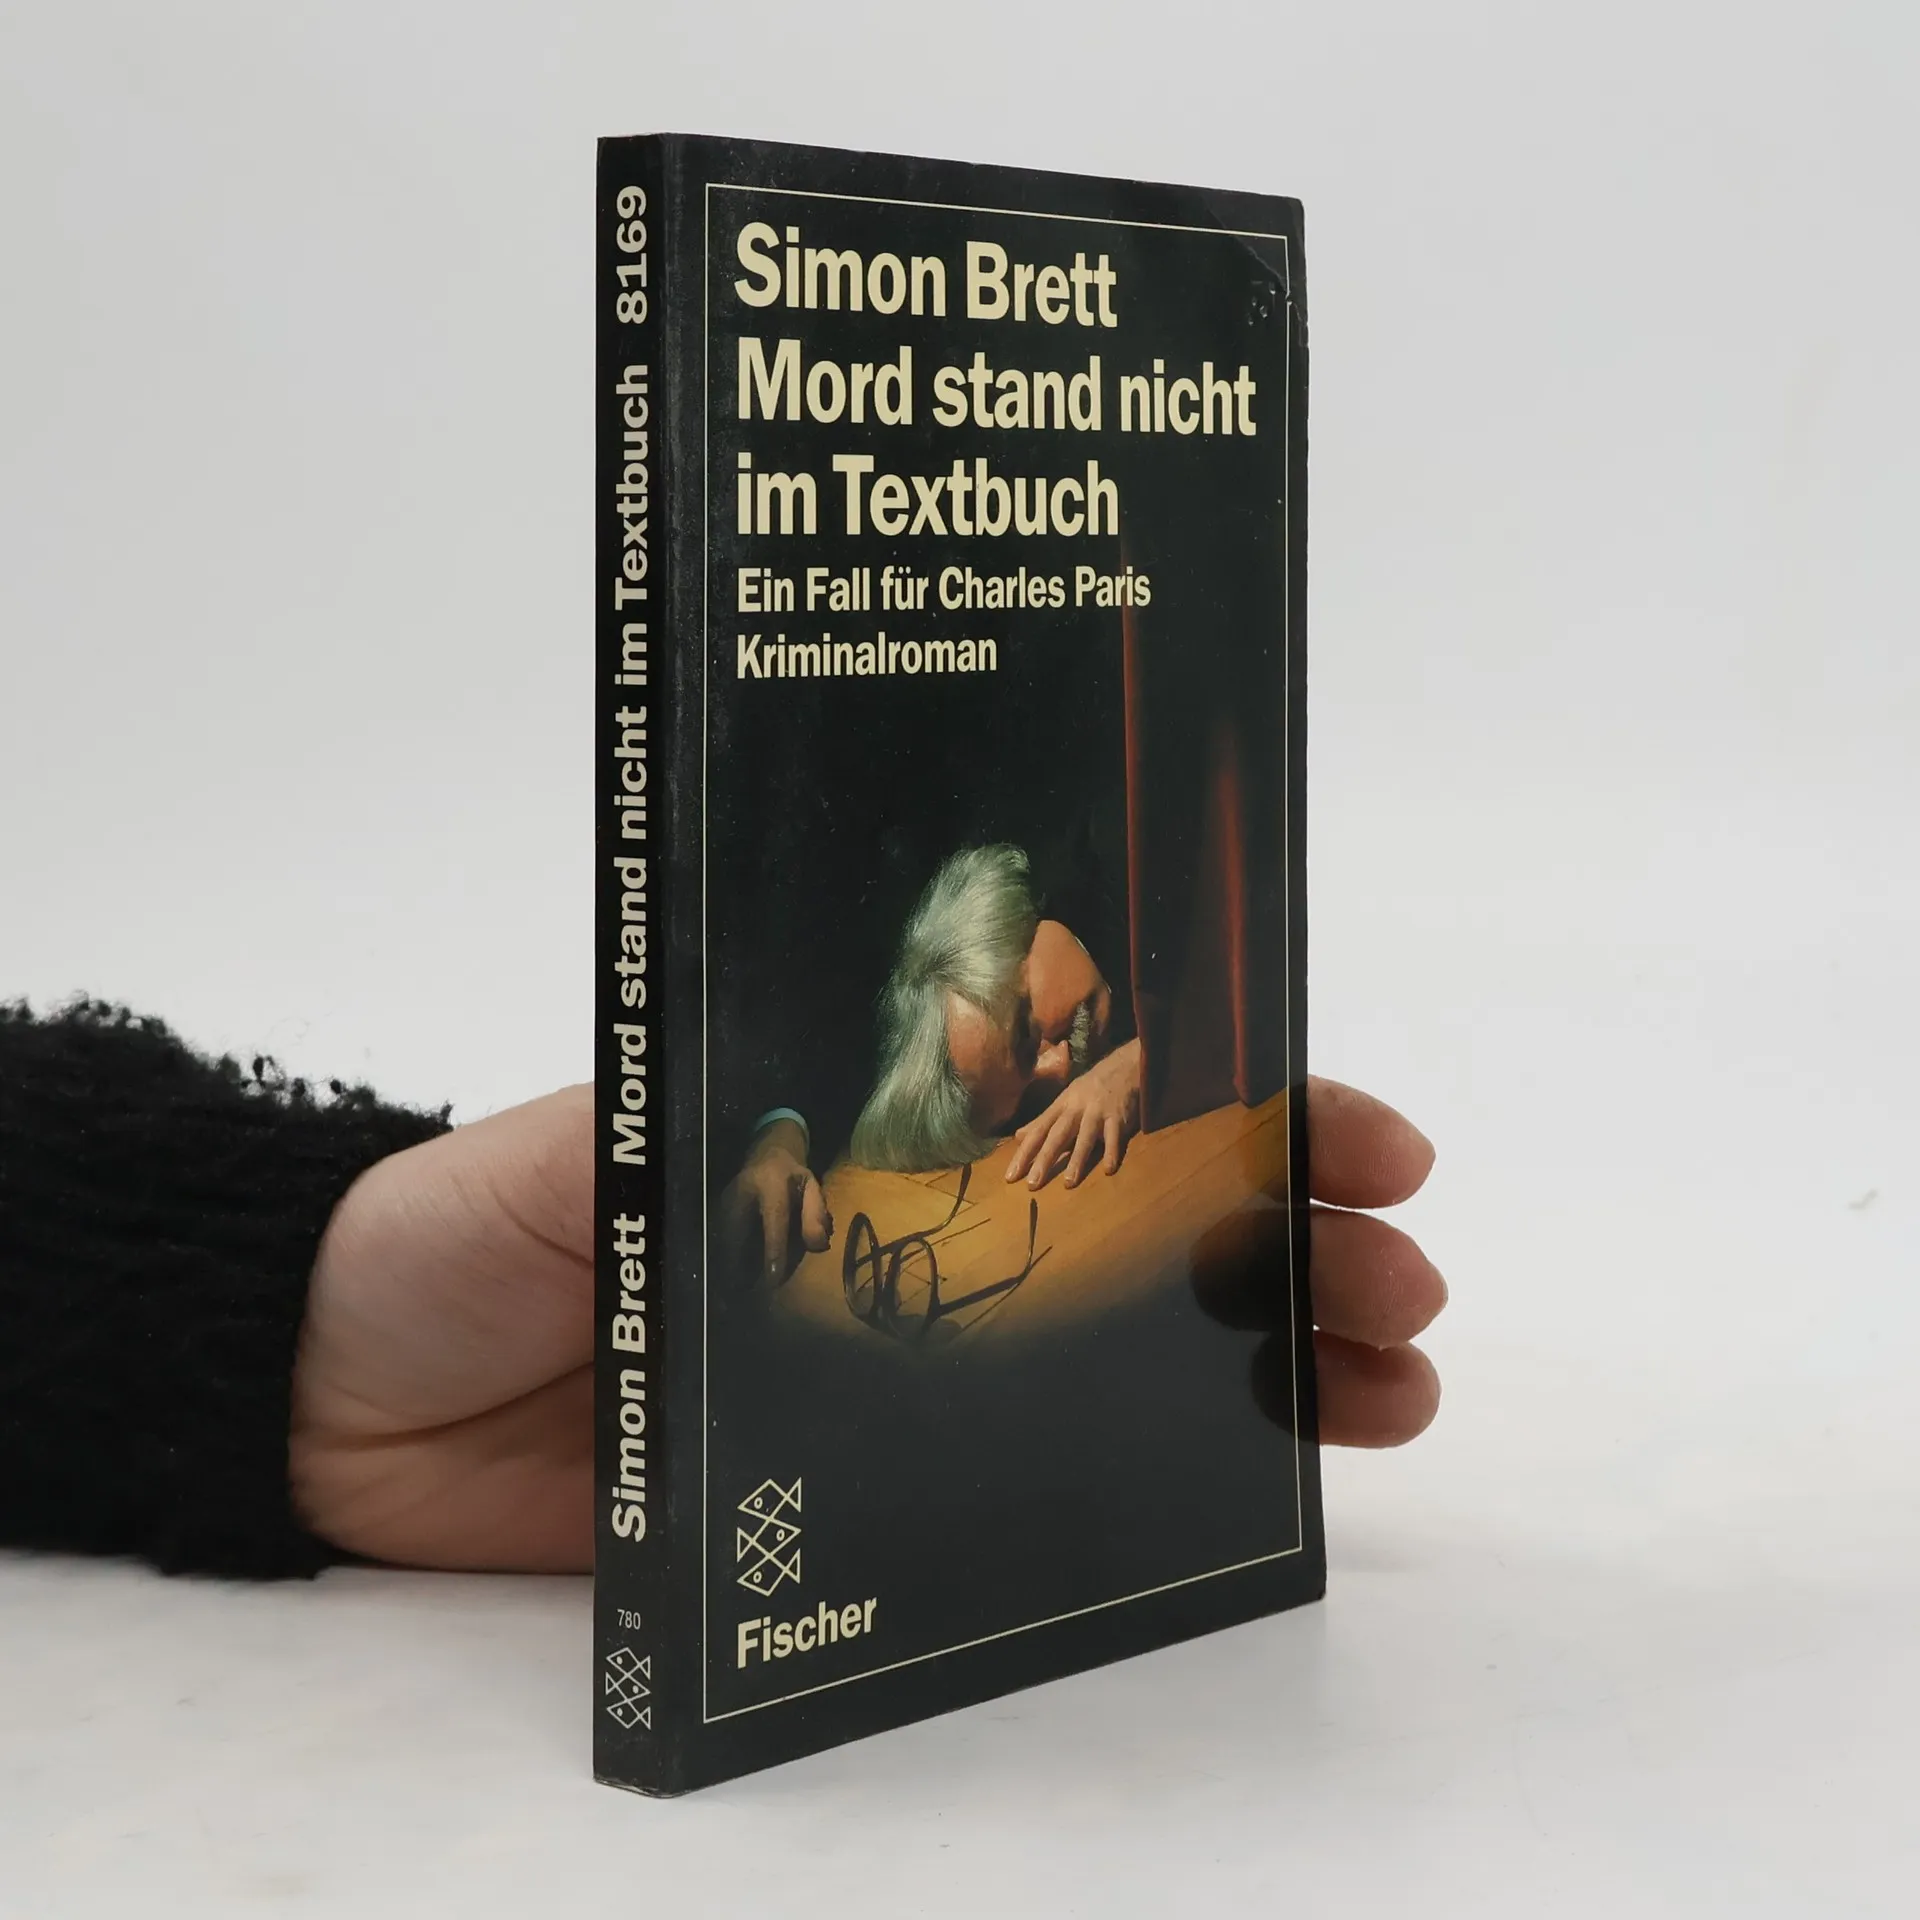 Simon Brett
Mord stand nicht
im Textbuch
Ein Fall für Charles Paris
Kriminalroman
Fischer
Simon Brett Mord stand nicht im Textbuch 8169
780